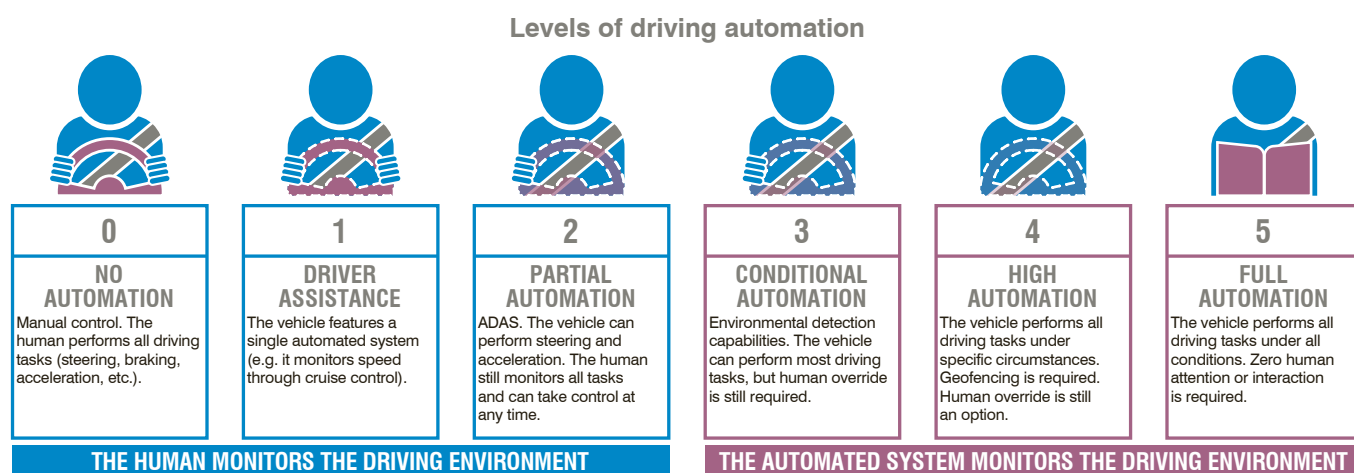 Levels of driving automation
0
NO
AUTOMATION
Manual control. The
human performs all driving
tasks (steering, braking,
acceleration, etc.).
1
DRIVER
ASSISTANCE
The vehicle features a
single automated system
(e.g. it monitors speed
through cruise control).
2
PARTIAL
AUTOMATION
ADAS. The vehicle can
perform steering and
acceleration. The human
still monitors all tasks
and can take control at
any time.
3
CONDITIONAL
AUTOMATION
Environmental detection
capabilities. The vehicle
can perform most driving
tasks, but human override
is still required.
4
HIGH
AUTOMATION
The vehicle performs all
driving tasks under
specific circumstances.
Geofencing is required.
Human override is still
an option.
5
FULL
AUTOMATION
The vehicle performs all
driving tasks under all
conditions. Zero human
attention or interaction
is required.
THE HUMAN MONITORS THE DRIVING ENVIRONMENT
THE AUTOMATED SYSTEM MONITORS THE DRIVING ENVIRONMENT